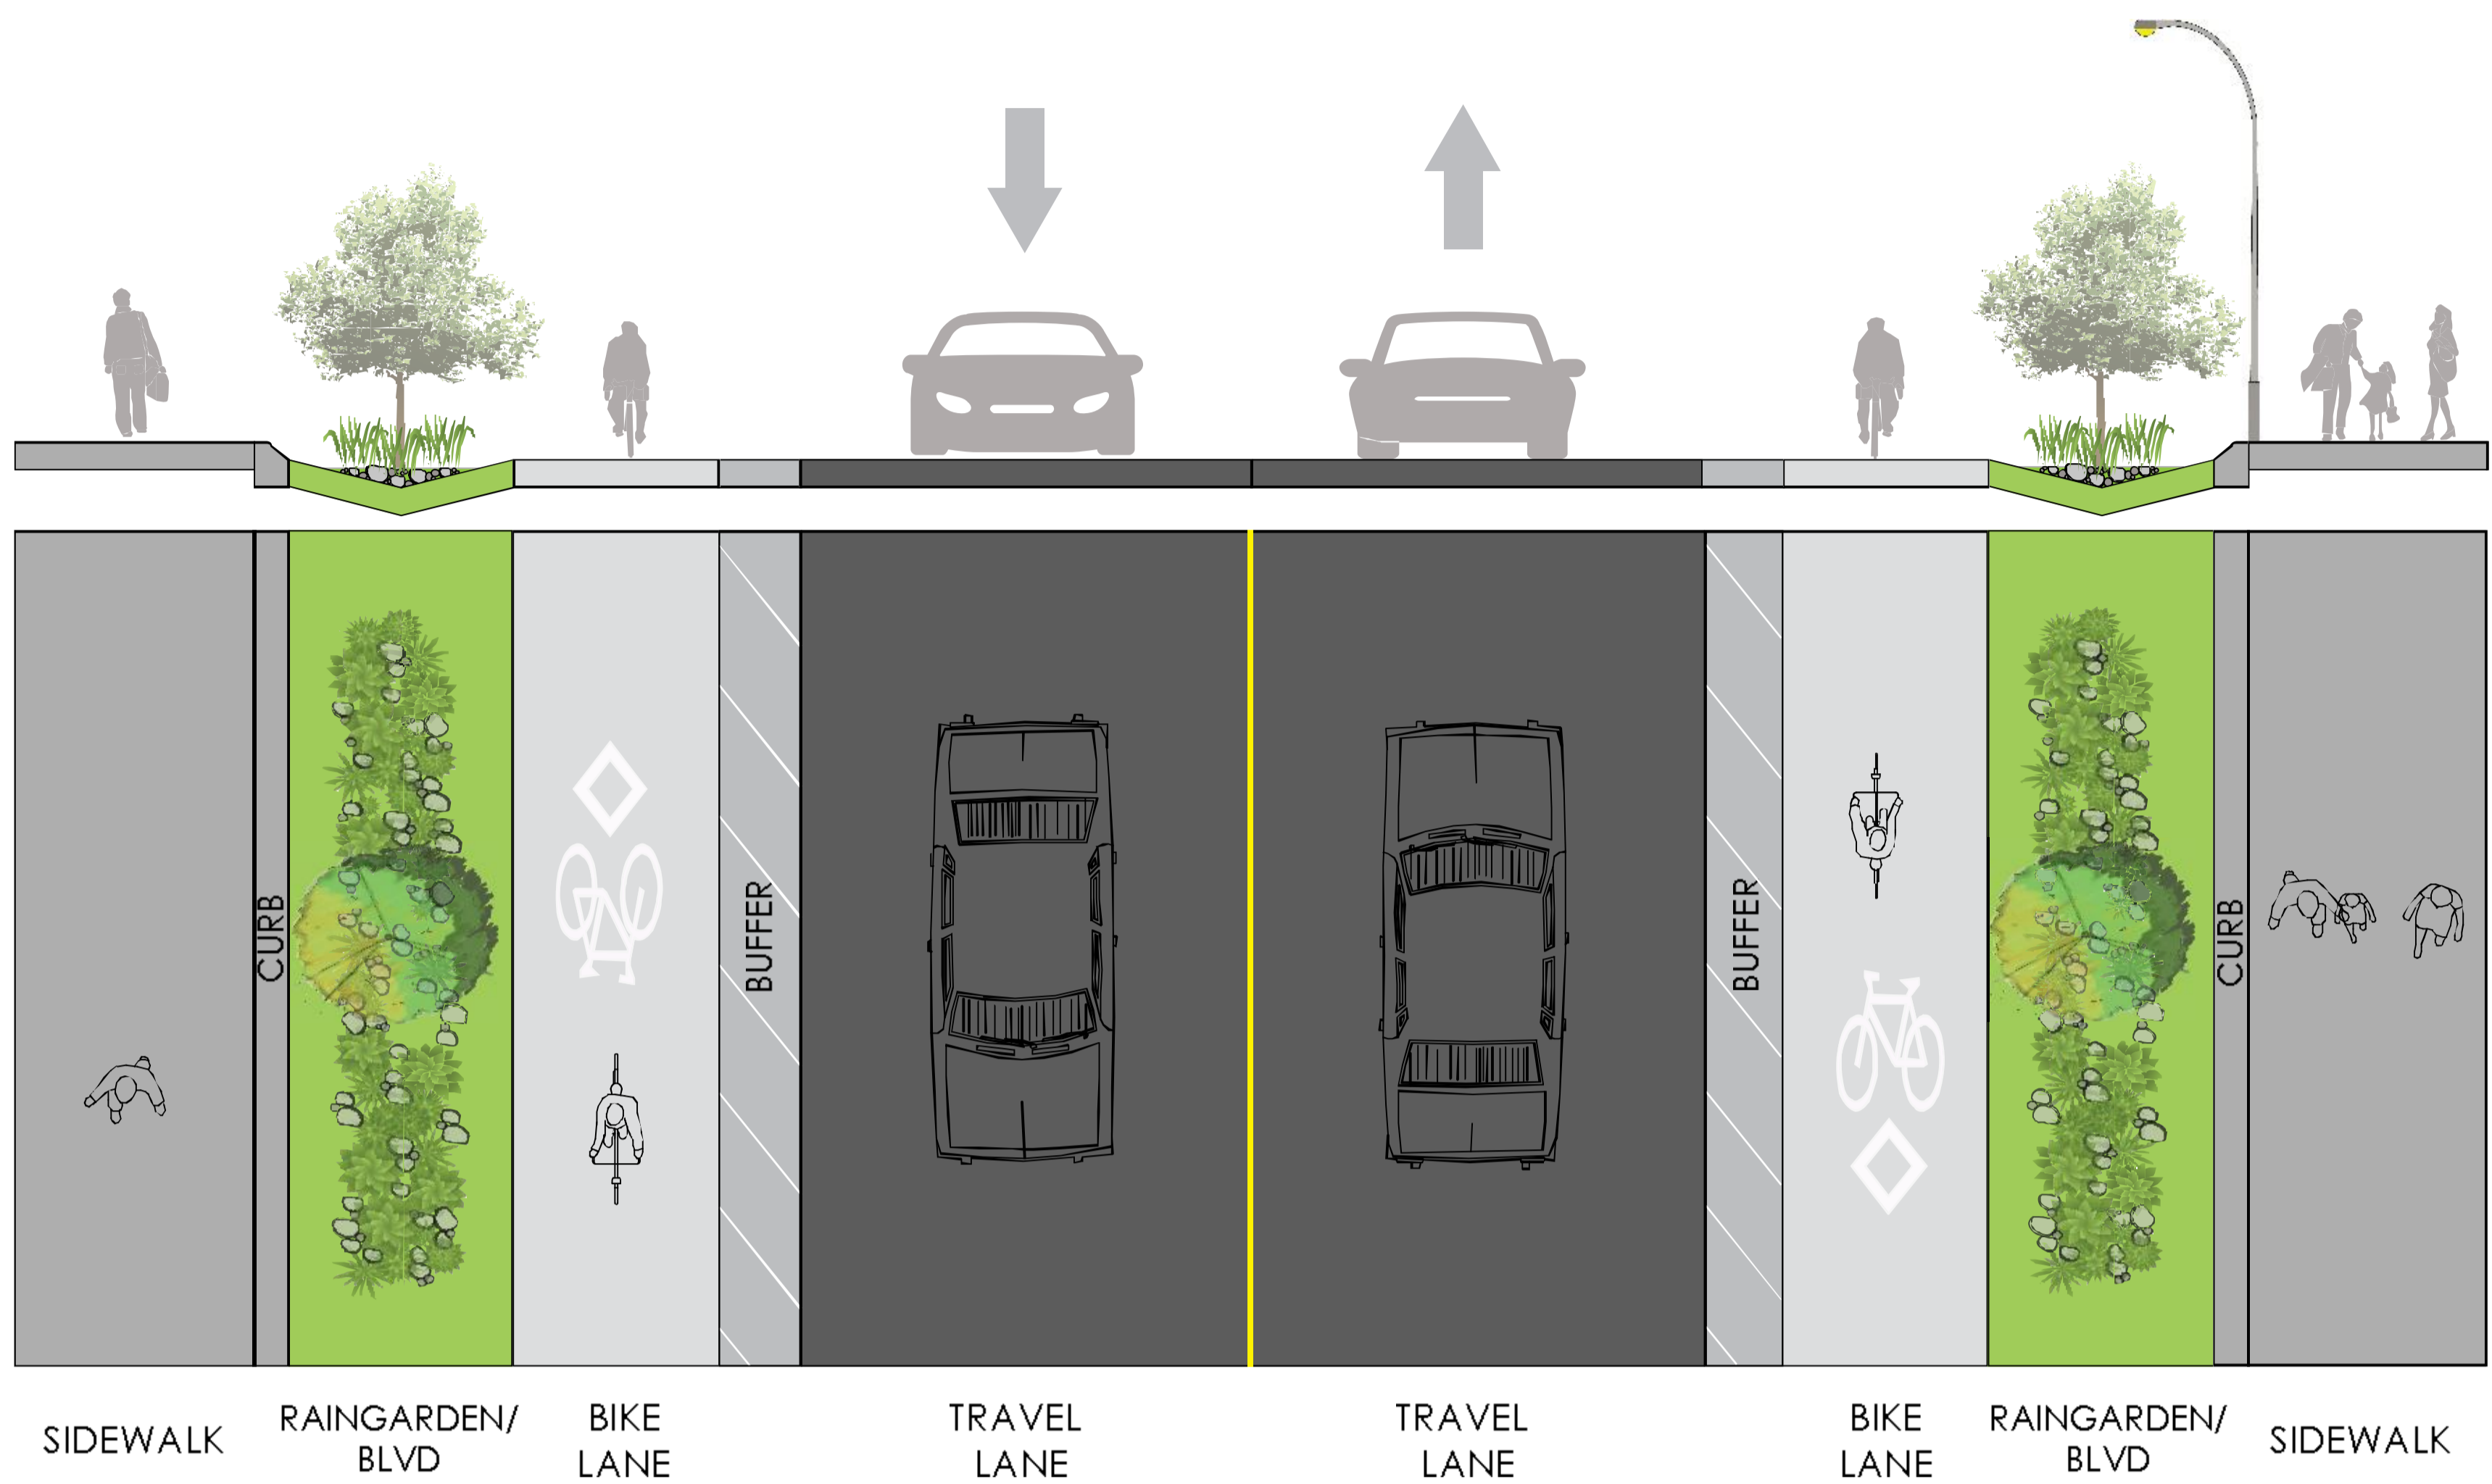 CURB
BUFFER
BUFFER
CURB
SIDEWALK
RAINGARDEN/
BLVD
BIKE
LANE
TRAVEL
LANE
TRAVEL
LANE
BIKE
LANE
RAINGARDEN/
BLVD
SIDEWALK